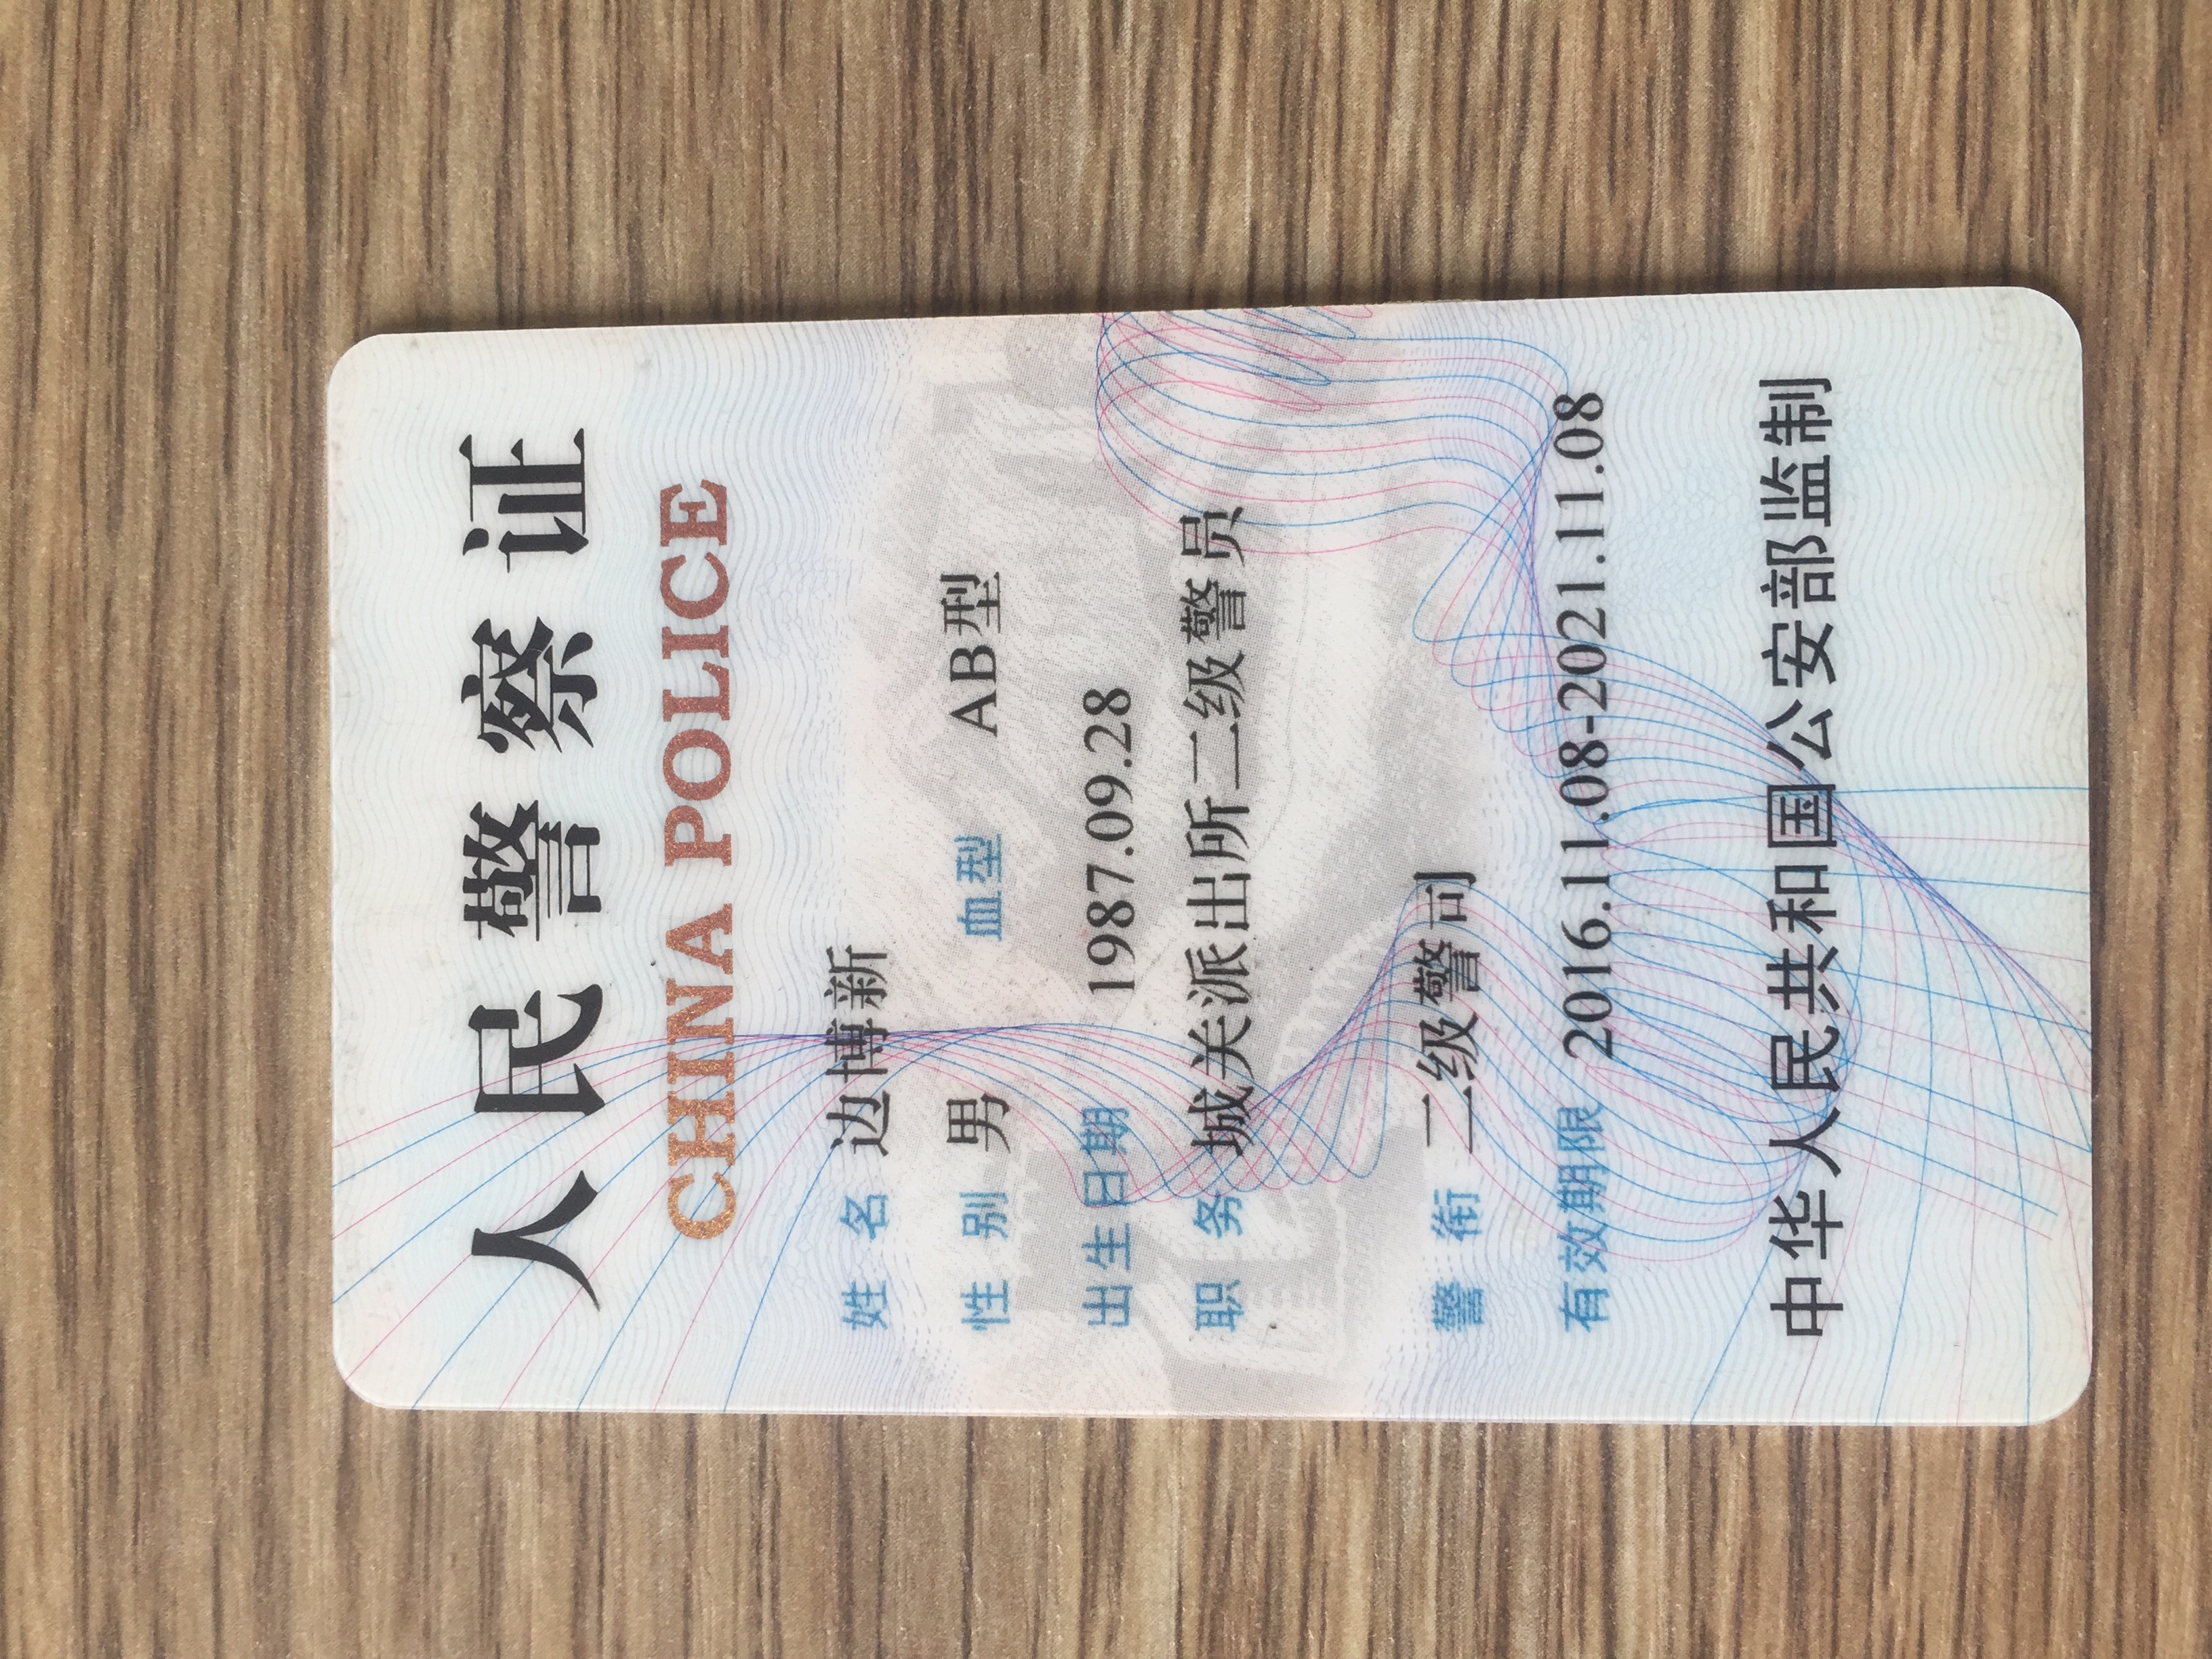 人民警察证
CHINA POLICE
姓 名 边博新
性 别 男 血型 AB型
出生日期 1987.09.28
职 务 城关派出所二级警员
警 衔 二级警司
有效期限 2016.11.08-2021.11.08
中华人民共和国公安部监制